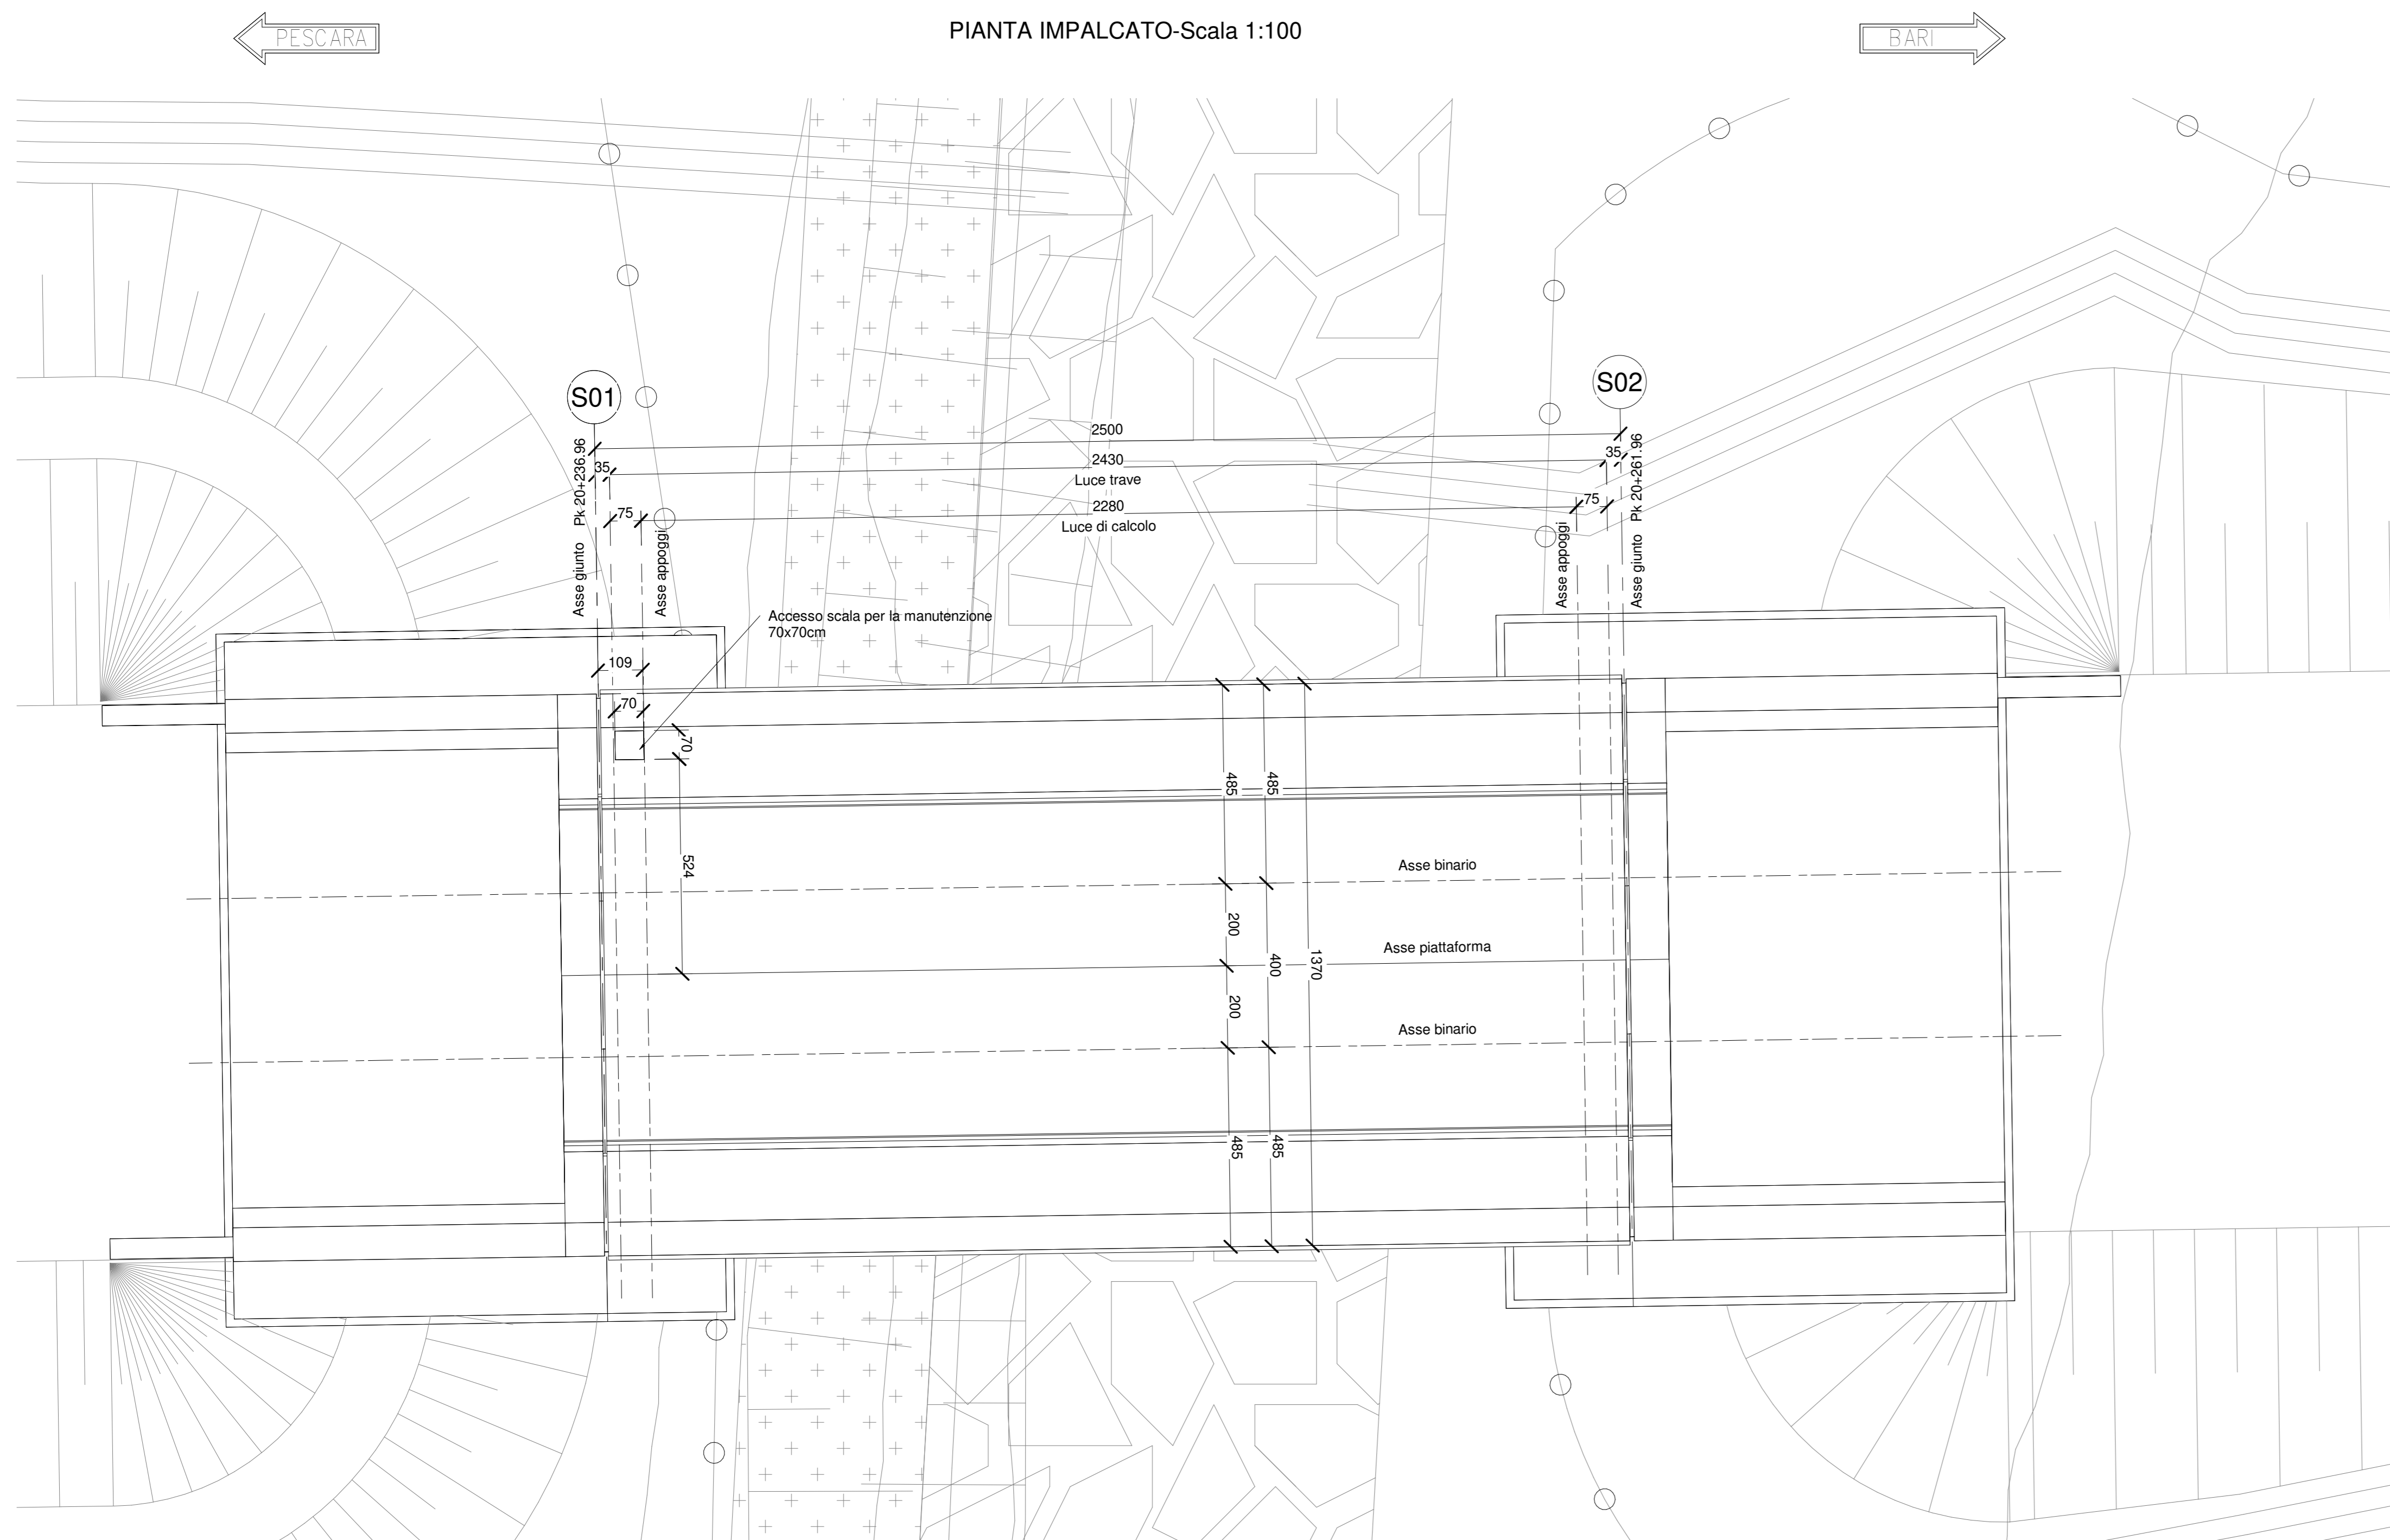 PESCARA
PIANTA IMPALCATO-Scala 1:100
BARI
S01
S02
2500
35
2430
35
Luce trave
75
2280
75
Luce di calcolo
Asse giunto Pk 20+236.96
Asse appoggi
Asse appoggi
Asse giunto Pk 20+261.96
Accesso scala per la manutenzione
70x70cm
109
70
70
524
485
485
Asse binario
200
400
1370
Asse piattaforma
200
Asse binario
485
485